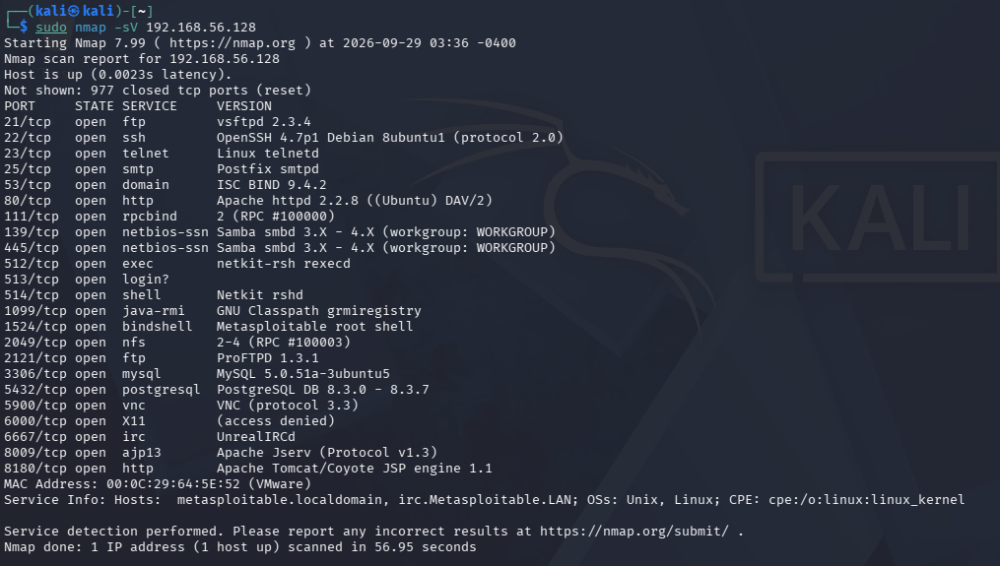 ┌──(kali㉿kali)-[~]
└─$ sudo nmap -sV 192.168.56.128
Starting Nmap 7.99 ( https://nmap.org ) at 2026-09-29 03:36 -0400
Nmap scan report for 192.168.56.128
Host is up (0.0023s latency).
Not shown: 977 closed tcp ports (reset)
PORT     STATE SERVICE     VERSION
21/tcp   open  ftp         vsftpd 2.3.4
22/tcp   open  ssh         OpenSSH 4.7p1 Debian 8ubuntu1 (protocol 2.0)
23/tcp   open  telnet      Linux telnetd
25/tcp   open  smtp        Postfix smtpd
53/tcp   open  domain      ISC BIND 9.4.2
80/tcp   open  http        Apache httpd 2.2.8 ((Ubuntu) DAV/2)
111/tcp  open  rpcbind     2 (RPC #100000)
139/tcp  open  netbios-ssn Samba smbd 3.X - 4.X (workgroup: WORKGROUP)
445/tcp  open  netbios-ssn Samba smbd 3.X - 4.X (workgroup: WORKGROUP)
512/tcp  open  exec        netkit-rsh rexecd
513/tcp  open  login?
514/tcp  open  shell       Netkit rshd
1099/tcp open  java-rmi    GNU Classpath grmiregistry
1524/tcp open  bindshell   Metasploitable root shell
2049/tcp open  nfs         2-4 (RPC #100003)
2121/tcp open  ftp         ProFTPD 1.3.1
3306/tcp open  mysql       MySQL 5.0.51a-3ubuntu5
5432/tcp open  postgresql  PostgreSQL DB 8.3.0 - 8.3.7
5900/tcp open  vnc         VNC (protocol 3.3)
6000/tcp open  X11         (access denied)
6667/tcp open  irc         UnrealIRCd
8009/tcp open  ajp13       Apache Jserv (Protocol v1.3)
8180/tcp open  http        Apache Tomcat/Coyote JSP engine 1.1
MAC Address: 00:0C:29:64:5E:52 (VMware)
Service Info: Hosts:  metasploitable.localdomain, irc.Metasploitable.LAN; OSs: Unix, Linux; CPE: cpe:/o:linux:linux_kernel
Service detection performed. Please report any incorrect results at https://nmap.org/submit/ .
Nmap done: 1 IP address (1 host up) scanned in 56.95 seconds
KALI